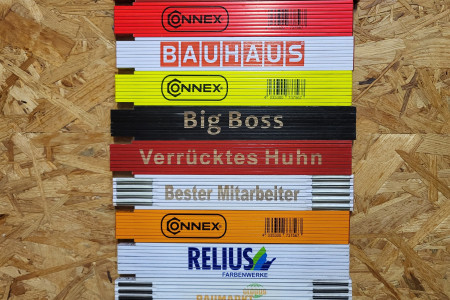 CONNEX
BAUHAUS
CONNEX
Big Boss
Verrücktes Huhn
Bester Mitarbeiter
CONNEX
RELIUS
FARBENWERKE